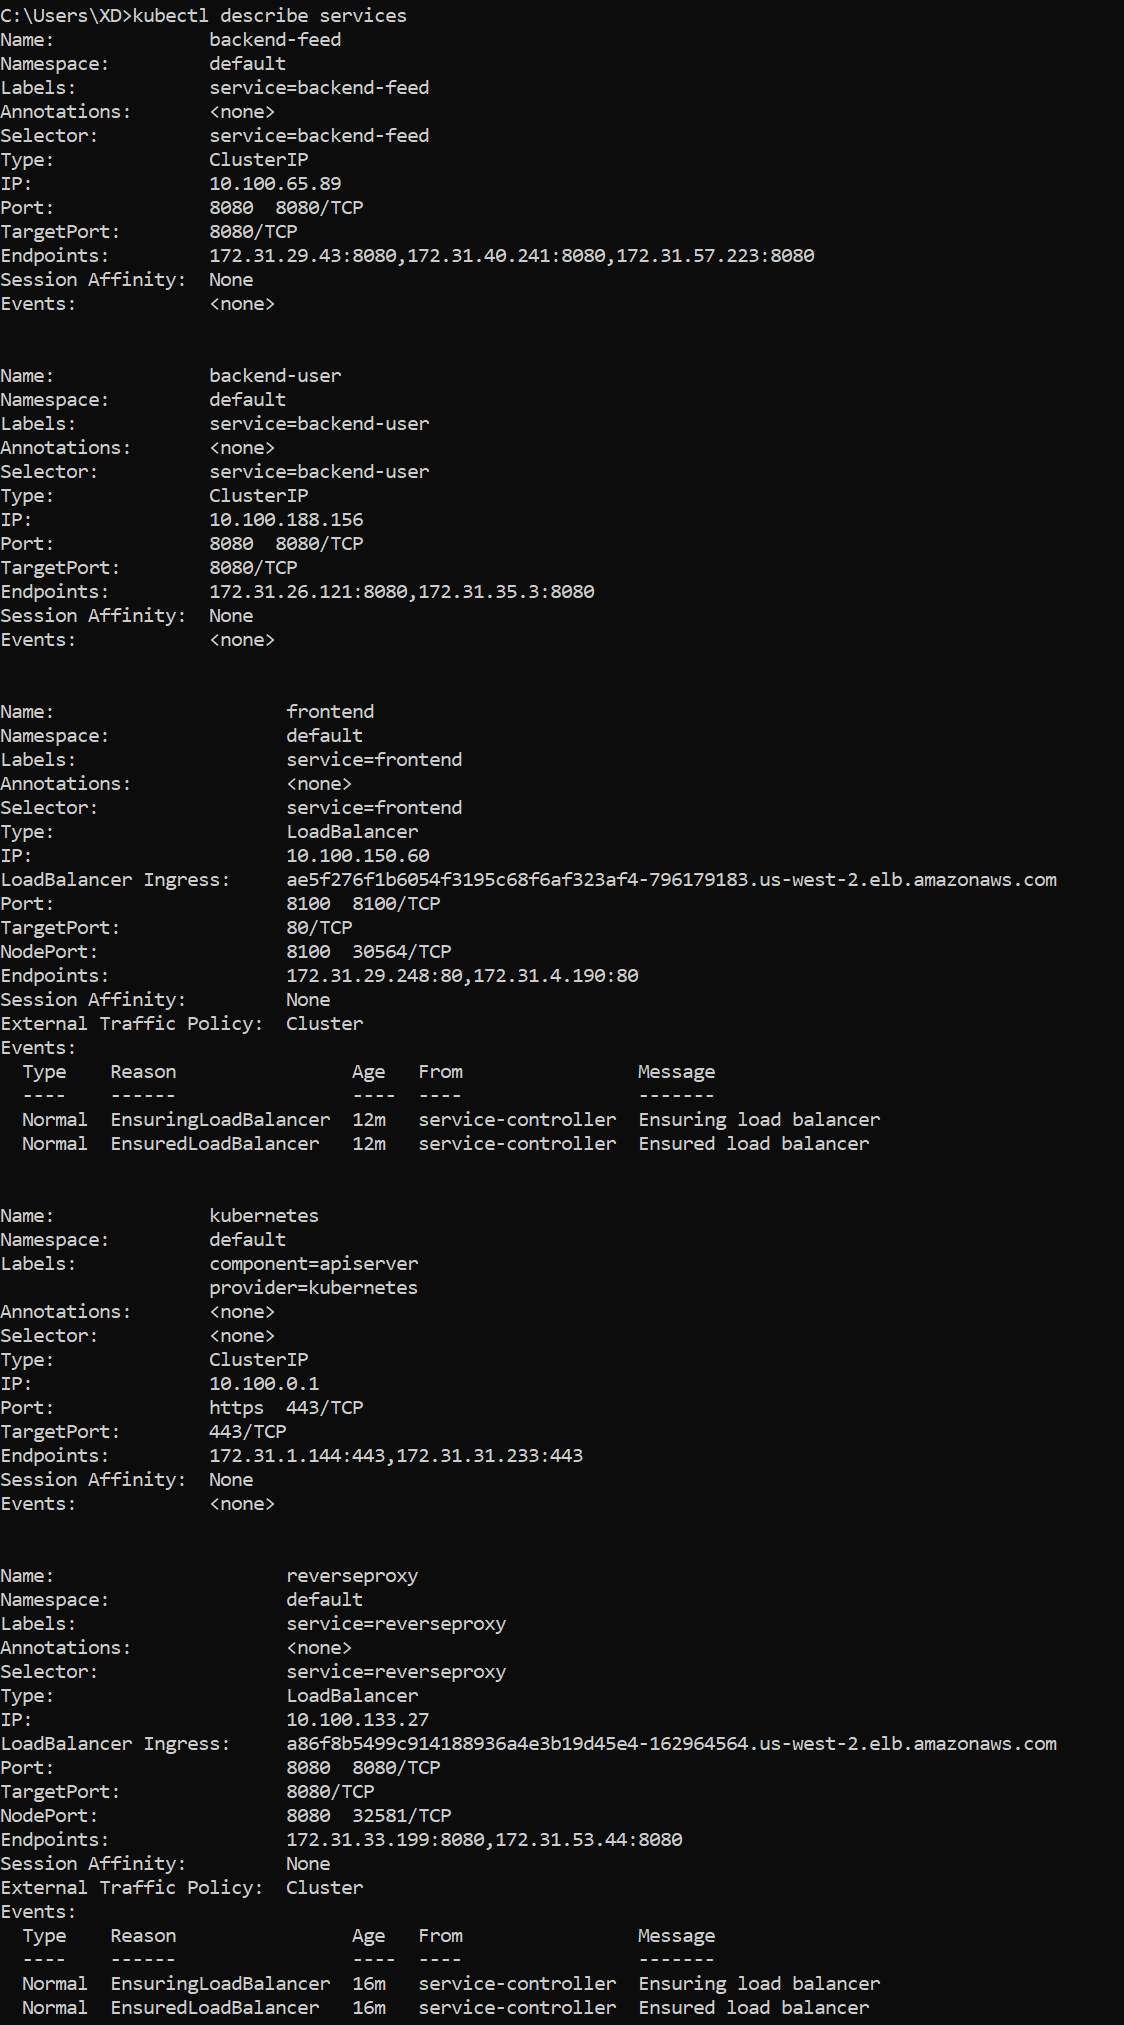 C:\Users\XD>kubectl describe services
Name:              backend-feed
Namespace:         default
Labels:            service=backend-feed
Annotations:       <none>
Selector:          service=backend-feed
Type:              ClusterIP
IP:                10.100.65.89
Port:              8080  8080/TCP
TargetPort:        8080/TCP
Endpoints:         172.31.29.43:8080,172.31.40.241:8080,172.31.57.223:8080
Session Affinity:  None
Events:            <none>

Name:              backend-user
Namespace:         default
Labels:            service=backend-user
Annotations:       <none>
Selector:          service=backend-user
Type:              ClusterIP
IP:                10.100.188.156
Port:              8080  8080/TCP
TargetPort:        8080/TCP
Endpoints:         172.31.26.121:8080,172.31.35.3:8080
Session Affinity:  None
Events:            <none>

Name:                     frontend
Namespace:                default
Labels:                   service=frontend
Annotations:              <none>
Selector:                 service=frontend
Type:                     LoadBalancer
IP:                       10.100.150.60
LoadBalancer Ingress:     ae5f276f1b6054f3195c68f6af323af4-796179183.us-west-2.elb.amazonaws.com
Port:                     8100  8100/TCP
TargetPort:               80/TCP
NodePort:                 8100  30564/TCP
Endpoints:                172.31.29.248:80,172.31.4.190:80
Session Affinity:         None
External Traffic Policy:  Cluster
Events:
  Type    Reason                Age   From                Message
  ----    ------                ----  ----                -------
  Normal  EnsuringLoadBalancer  12m   service-controller  Ensuring load balancer
  Normal  EnsuredLoadBalancer   12m   service-controller  Ensured load balancer

Name:              kubernetes
Namespace:         default
Labels:            component=apiserver
                   provider=kubernetes
Annotations:       <none>
Selector:          <none>
Type:              ClusterIP
IP:                10.100.0.1
Port:              https  443/TCP
TargetPort:        443/TCP
Endpoints:         172.31.1.144:443,172.31.31.233:443
Session Affinity:  None
Events:            <none>

Name:                     reverseproxy
Namespace:                default
Labels:                   service=reverseproxy
Annotations:              <none>
Selector:                 service=reverseproxy
Type:                     LoadBalancer
IP:                       10.100.133.27
LoadBalancer Ingress:     a86f8b5499c914188936a4e3b19d45e4-162964564.us-west-2.elb.amazonaws.com
Port:                     8080  8080/TCP
TargetPort:               8080/TCP
NodePort:                 8080  32581/TCP
Endpoints:                172.31.33.199:8080,172.31.53.44:8080
Session Affinity:         None
External Traffic Policy:  Cluster
Events:
  Type    Reason                Age   From                Message
  ----    ------                ----  ----                -------
  Normal  EnsuringLoadBalancer  16m   service-controller  Ensuring load balancer
  Normal  EnsuredLoadBalancer   16m   service-controller  Ensured load balancer